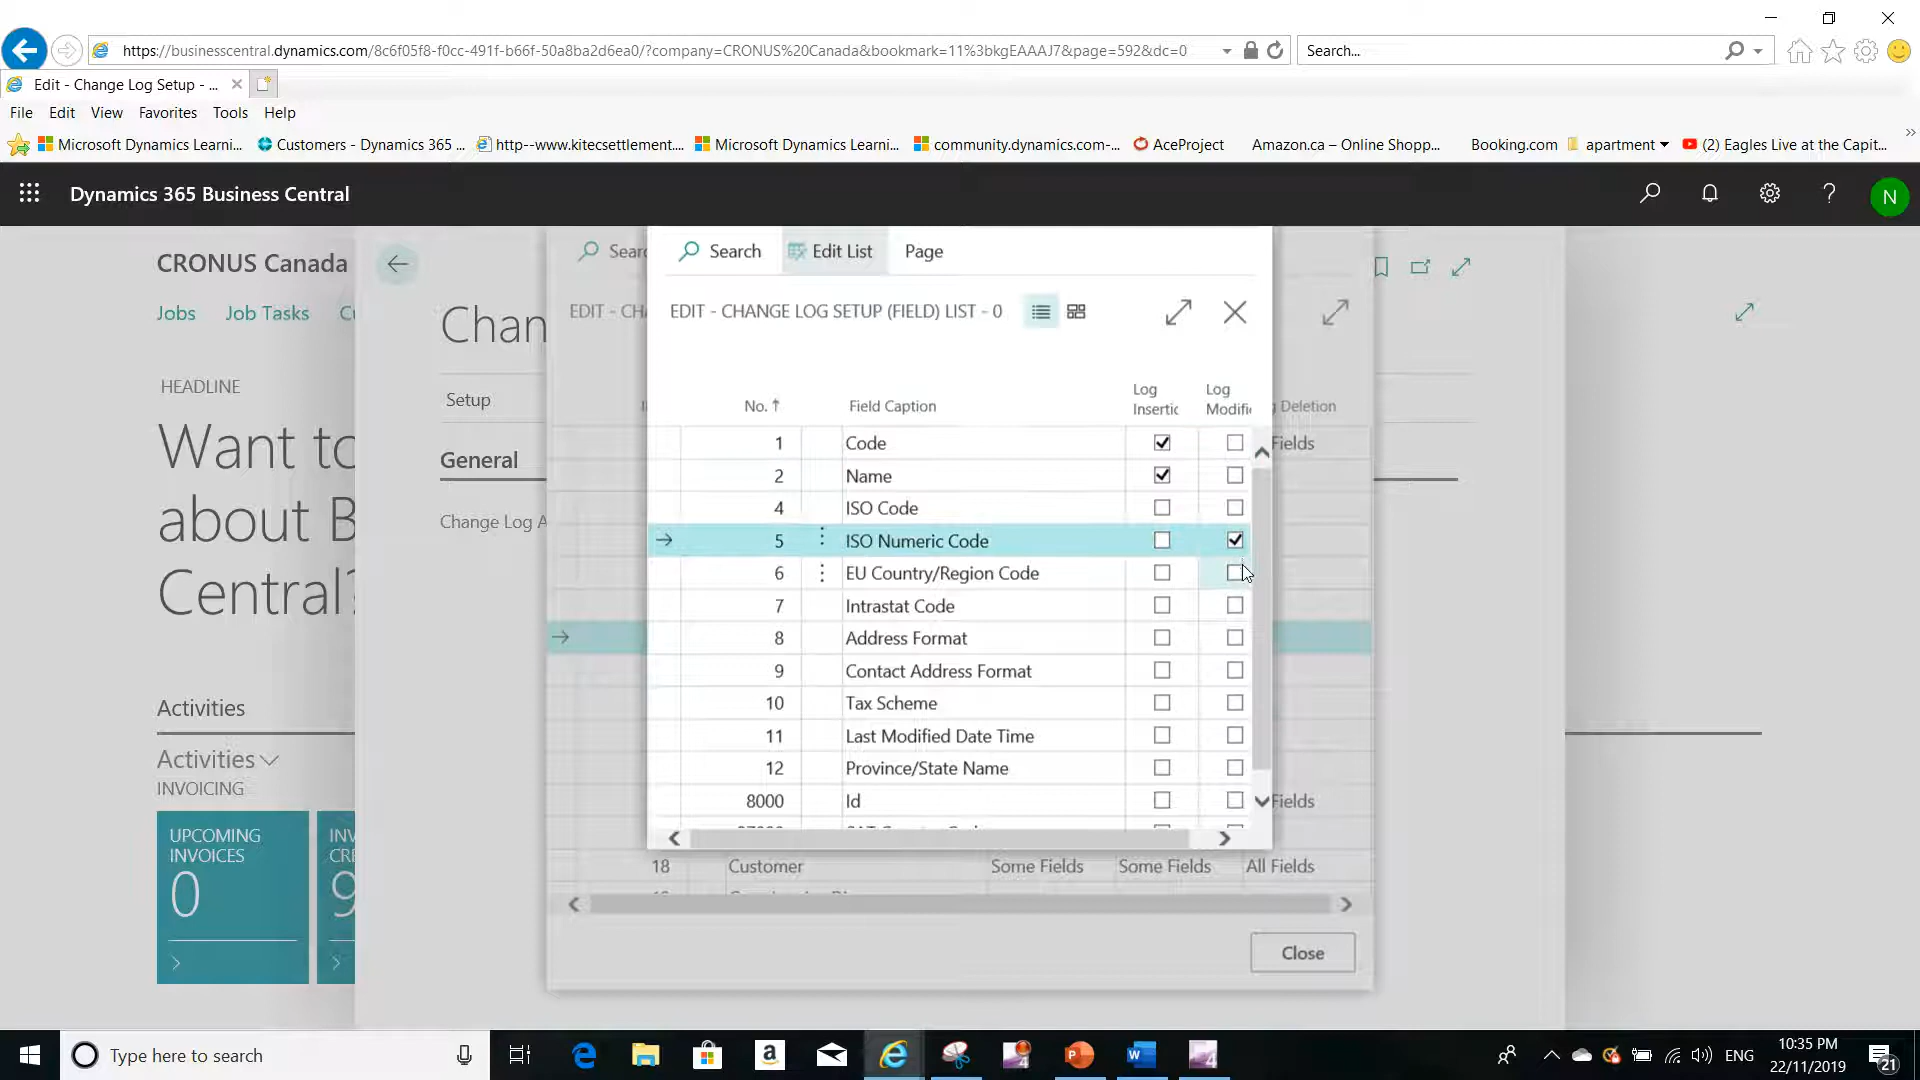 https://businesscentral.dynamics.com/8c6f05f8-f0cc-491f-b66f-50a8ba2d6ea0/?company=CRONUS%20Canada&bookmark=11%3bkgEAAAJ7&page=592&dc=0
Search...
Edit - Change Log Setup - ...
File Edit View Favorites Tools Help
Microsoft Dynamics Learni... Customers - Dynamics 365 ... http--www.kitecsettlement.... Microsoft Dynamics Learni... community.dynamics.com-... AceProject Amazon.ca – Online Shopp... Booking.com apartment (2) Eagles Live at the Capit...
Dynamics 365 Business Central
N
CRONUS Canada
Jobs Job Tasks
HEADLINE
Want to
about B
Central?
Activities
Activities
INVOICING
UPCOMING
INVOICES
0
Chan
Setup
General
Change Log A
Sear
EDIT - CH
Deletion
Fields
Fields
Search Edit List Page
EDIT - CHANGE LOG SETUP (FIELD) LIST - 0
No. Field Caption Log Insertic Log Modifi
1 Code
2 Name
4 ISO Code
5 ISO Numeric Code
6 EU Country/Region Code
7 Intrastat Code
8 Address Format
9 Contact Address Format
10 Tax Scheme
11 Last Modified Date Time
12 Province/State Name
8000 Id
18 Customer Some Fields Some Fields All Fields
Close
Type here to search
ENG
10:35 PM
22/11/2019
21